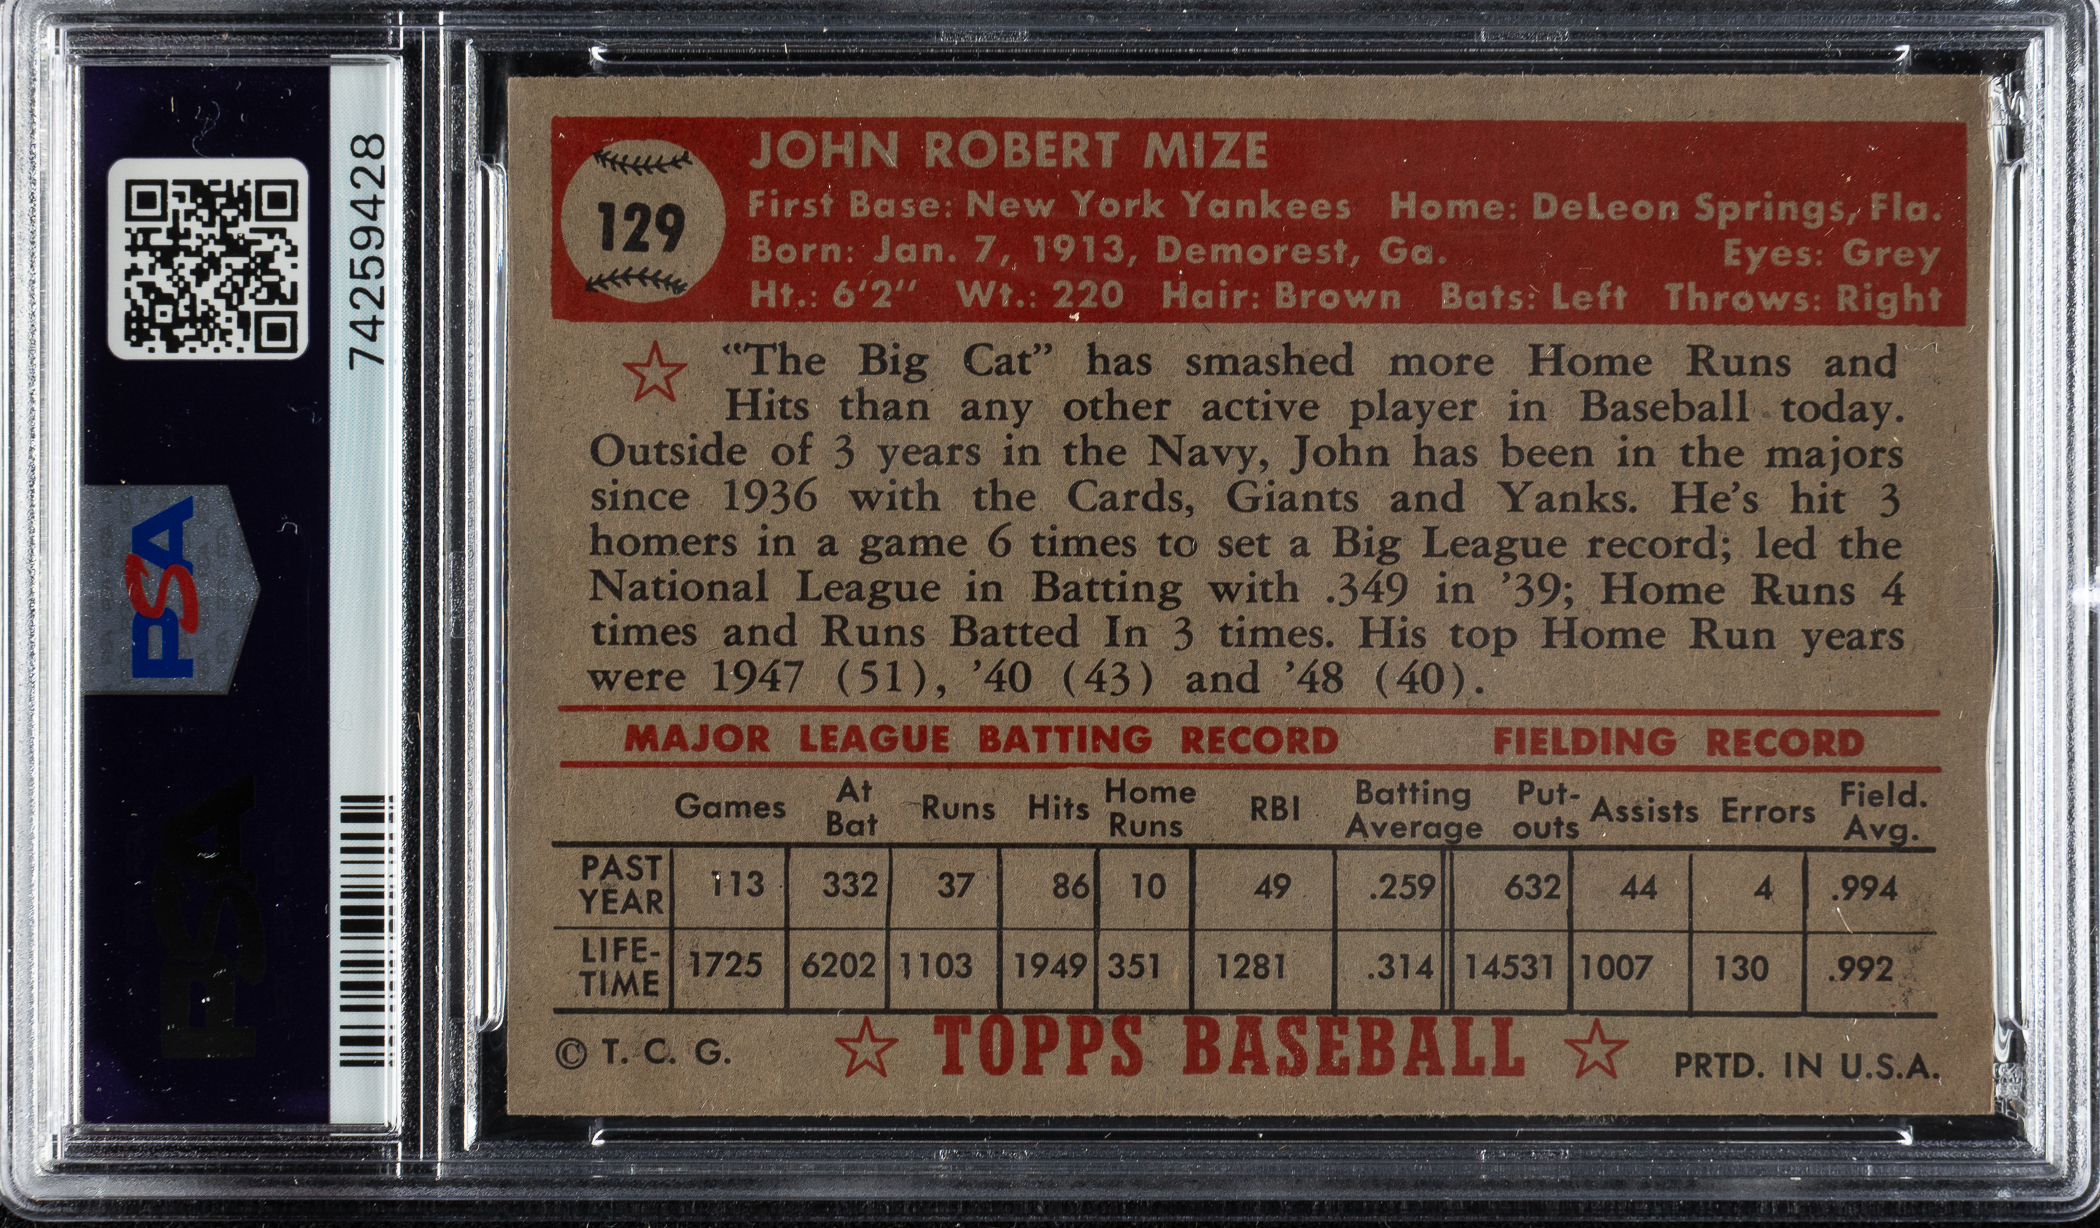 74259428
PSA
PSA
129
JOHN ROBERT MIZE
First Base: New York Yankees Home: DeLeon Springs, Fla.
Born: Jan. 7, 1913, Demorest, Ga. Eyes: Grey
Ht.: 6'2" Wt.: 220 Hair: Brown Bats: Left Throws: Right
"The Big Cat" has smashed more Home Runs and
Hits than any other active player in Baseball today.
Outside of 3 years in the Navy, John has been in the majors
since 1936 with the Cards, Giants and Yanks. He's hit 3
homers in a game 6 times to set a Big League record; led the
National League in Batting with .349 in '39; Home Runs 4
times and Runs Batted In 3 times. His top Home Run years
were 1947 (51), '40 (43) and '48 (40).
MAJOR LEAGUE BATTING RECORD FIELDING RECORD
Games At Bat Runs Hits Home Runs RBI Batting Average Put-outs Assists Errors Field. Avg.
PAST YEAR 113 332 37 86 10 49 .259 632 44 4 .994
LIFE-TIME 1725 6202 1103 1949 351 1281 .314 14531 1007 130 .992
© T. C. G. TOPPS BASEBALL PRTD. IN U.S.A.